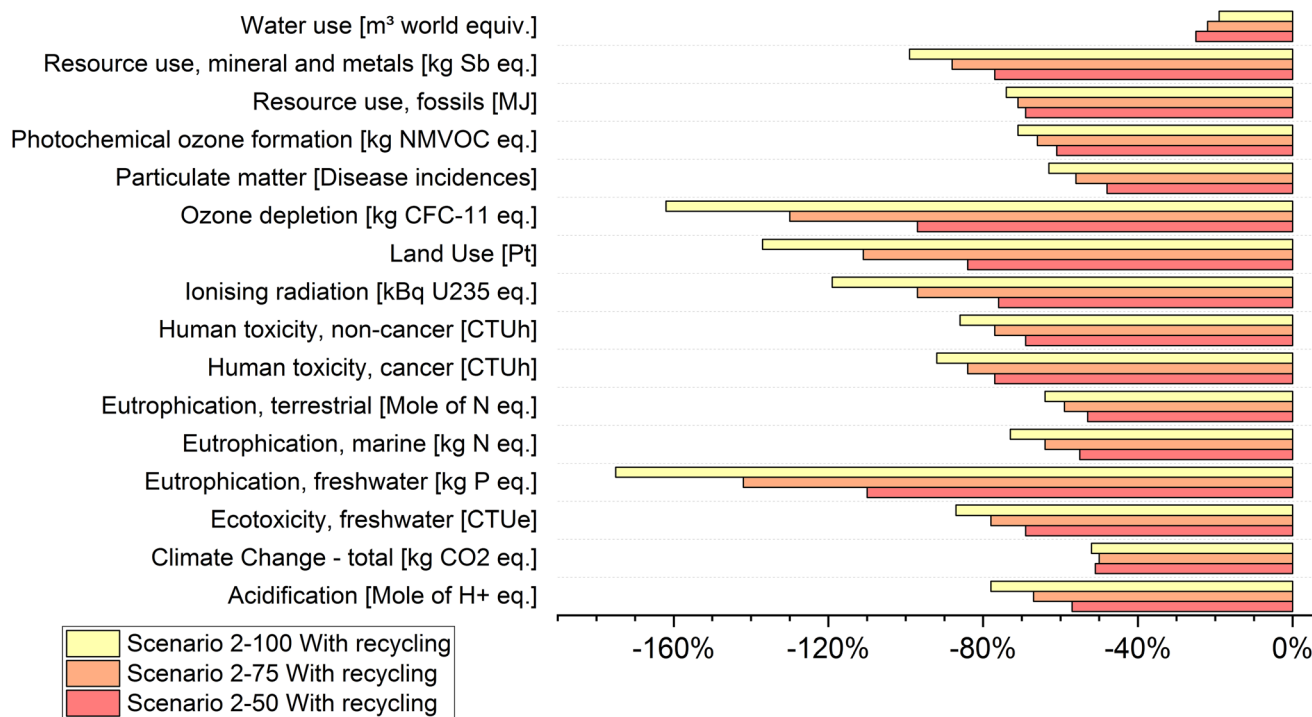 Water use [m³ world equiv.]
Resource use, mineral and metals [kg Sb eq.]
Resource use, fossils [MJ]
Photochemical ozone formation [kg NMVOC eq.]
Particulate matter [Disease incidences]
Ozone depletion [kg CFC-11 eq.]
Land Use [Pt]
Ionising radiation [kBq U235 eq.]
Human toxicity, non-cancer [CTUh]
Human toxicity, cancer [CTUh]
Eutrophication, terrestrial [Mole of N eq.]
Eutrophication, marine [kg N eq.]
Eutrophication, freshwater [kg P eq.]
Ecotoxicity, freshwater [CTUe]
Climate Change - total [kg CO2 eq.]
Acidification [Mole of H+ eq.]
-160% -120% -80% -40% 0%
Scenario 2-100 With recycling
Scenario 2-75 With recycling
Scenario 2-50 With recycling